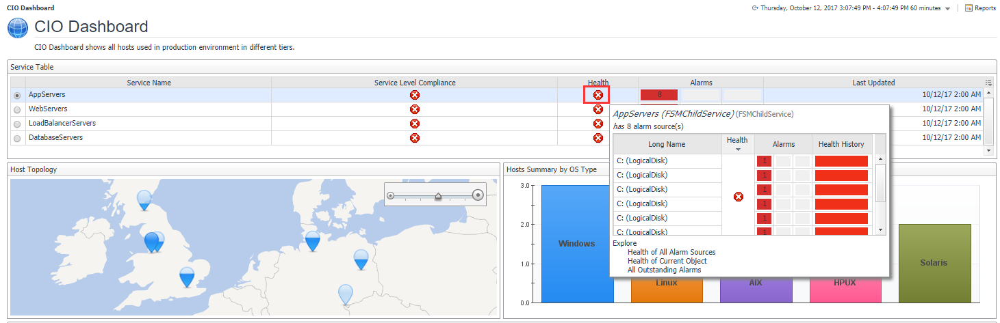 CIO Dashboard
Thursday, October 12, 2017 3:07:49 PM - 4:07:49 PM 60 minutes
Reports
CIO Dashboard
CIO Dashboard shows all hosts used in production environment in different tiers.
Service Table
Service Name Service Level Compliance Health Alarms Last Updated
AppServers 8 10/12/17 2:00 AM
WebServers 10/12/17 2:00 AM
LoadBalancerServers 10/12/17 2:00 AM
DatabaseServers 10/12/17 2:00 AM
AppServers (FSMChildService) (FSMChildService)
has 8 alarm source(s)
Long Name Health Alarms Health History
C: (LogicalDisk) 1
C: (LogicalDisk) 1
C: (LogicalDisk) 1
C: (LogicalDisk) 1
C: (LogicalDisk) 1
C: (LogicalDisk) 1
Explore
Health of All Alarm Sources
Health of Current Object
All Outstanding Alarms
Host Topology
Hosts Summary by OS Type
3.0
2.0
1.0
0.0
Windows
Linux
AIX
HPUX
Solaris